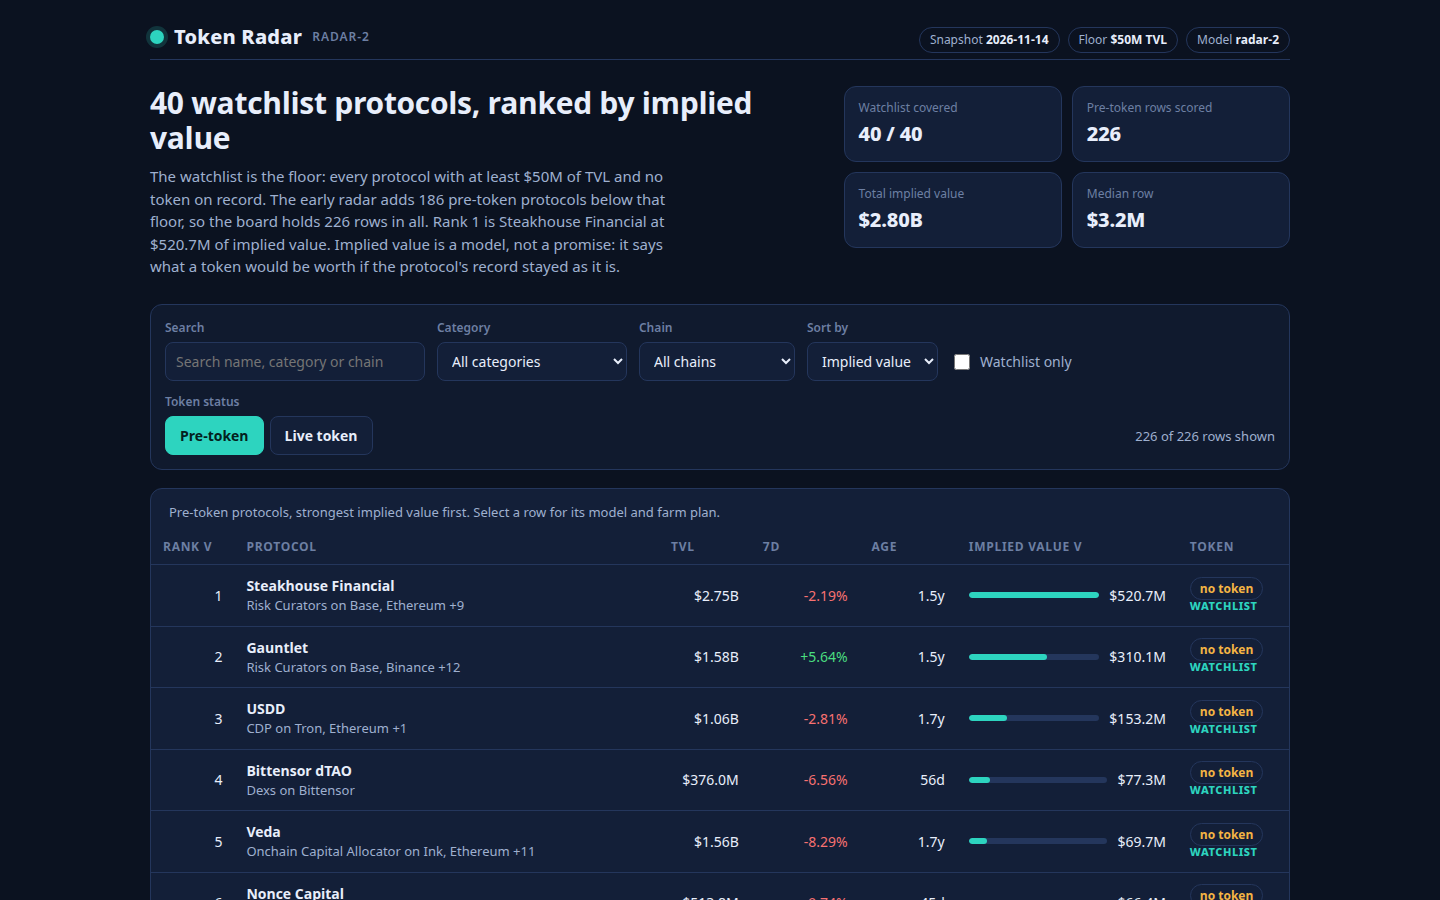 Token Radar RADAR-2
Snapshot 2026-11-14 Floor $50M TVL Model radar-2
40 watchlist protocols, ranked by implied
value
The watchlist is the floor: every protocol with at least $50M of TVL and no
token on record. The early radar adds 186 pre-token protocols below that
floor, so the board holds 226 rows in all. Rank 1 is Steakhouse Financial at
$520.7M of implied value. Implied value is a model, not a promise: it says
what a token would be worth if the protocol's record stayed as it is.
Watchlist covered
40 / 40
Pre-token rows scored
226
Total implied value
$2.80B
Median row
$3.2M
Search Category Chain Sort by
Search name, category or chain All categories All chains Implied value Watchlist only
Token status
Pre-token Live token 226 of 226 rows shown
Pre-token protocols, strongest implied value first. Select a row for its model and farm plan.
RANK V PROTOCOL TVL 7D AGE IMPLIED VALUE V TOKEN
1 Steakhouse Financial $2.75B -2.19% 1.5y $520.7M no token
Risk Curators on Base, Ethereum +9 WATCHLIST
2 Gauntlet $1.58B +5.64% 1.5y $310.1M no token
Risk Curators on Base, Binance +12 WATCHLIST
3 USDD $1.06B -2.81% 1.7y $153.2M no token
CDP on Tron, Ethereum +1 WATCHLIST
4 Bittensor dTAO $376.0M -6.56% 56d $77.3M no token
Dexs on Bittensor WATCHLIST
5 Veda $1.56B -8.29% 1.7y $69.7M no token
Onchain Capital Allocator on Ink, Ethereum +11 WATCHLIST
Nonce Capital no token